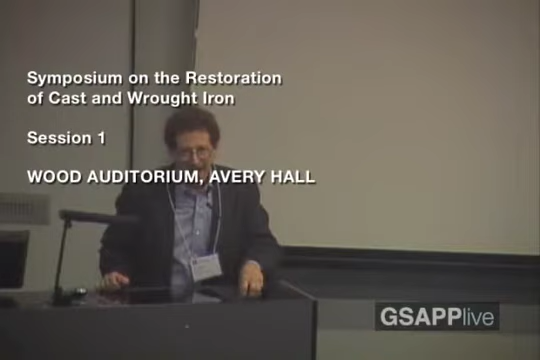 Symposium on the Restoration
of Cast and Wrought Iron
Session 1
WOOD AUDITORIUM, AVERY HALL
GSAPPlive